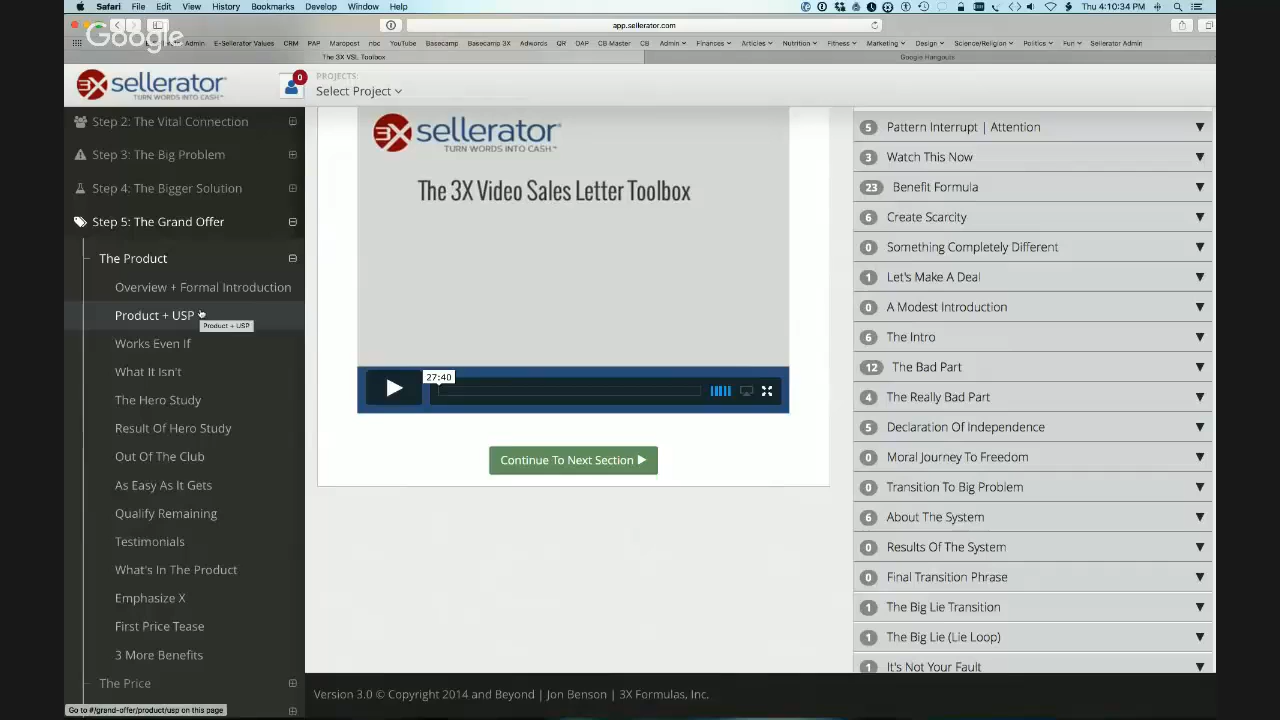 Safari File Edit View History Bookmarks Develop Window Help Thu 4:10:34 PM
app.sellerator.com
Google
Admin E-Sellerator Values CRM PAP Maropost nbc YouTube Basecamp Basecamp 3X Adwords QR DAP CB Master CB Admin Finances Articles Nutrition Fitness Marketing Design Science/Religion Politics Fun Sellerator Admin
The 3X VSL Toolbox Google Hangouts
3X sellerator
TURN WORDS INTO CASH
0
PROJECTS:
Select Project
Step 2: The Vital Connection
Step 3: The Big Problem
Step 4: The Bigger Solution
Step 5: The Grand Offer
The Product
Overview + Formal Introduction
Product + USP
Product + USP
Works Even If
What It Isn't
The Hero Study
Result Of Hero Study
Out Of The Club
As Easy As It Gets
Qualify Remaining
Testimonials
What's In The Product
Emphasize X
First Price Tease
3 More Benefits
The Price
Go to #/grand-offer/product/usp on this page
3X sellerator
TURN WORDS INTO CASH™
The 3X Video Sales Letter Toolbox
27:40
Continue To Next Section
5 Pattern Interrupt | Attention
3 Watch This Now
23 Benefit Formula
6 Create Scarcity
0 Something Completely Different
1 Let's Make A Deal
0 A Modest Introduction
6 The Intro
12 The Bad Part
4 The Really Bad Part
5 Declaration Of Independence
0 Moral Journey To Freedom
0 Transition To Big Problem
6 About The System
0 Results Of The System
0 Final Transition Phrase
1 The Big Lie Transition
1 The Big Lie (Lie Loop)
1 It's Not Your Fault
Version 3.0 © Copyright 2014 and Beyond | Jon Benson | 3X Formulas, Inc.